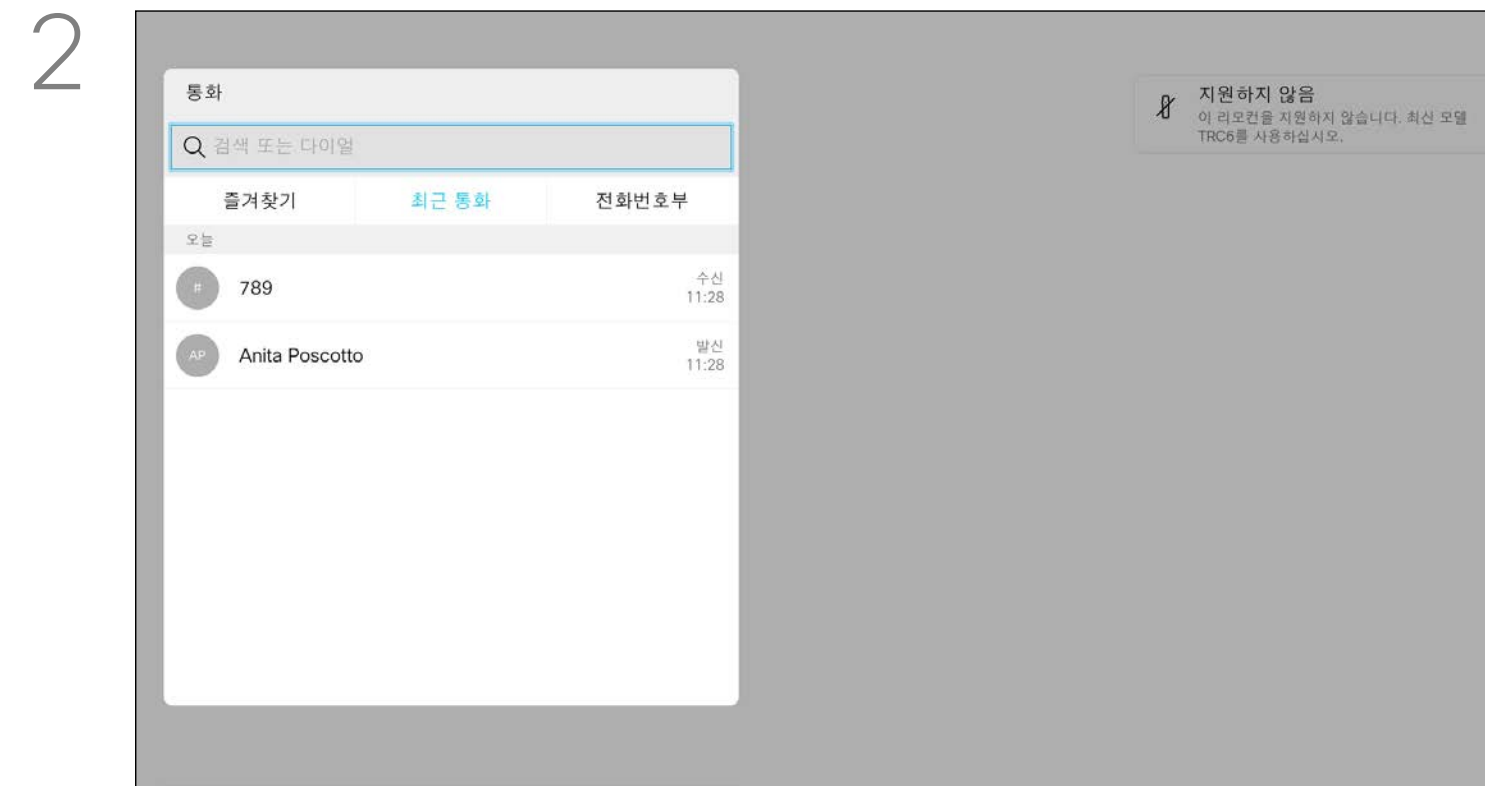 2
통화
검색 또는 다이얼
즐겨찾기 최근 통화 전화번호부
오늘
# 789 수신
11:28
AP Anita Poscotto 발신
11:28
지원하지 않음
이 리모컨을 지원하지 않습니다. 최신 모델
TRC6를 사용하십시오.